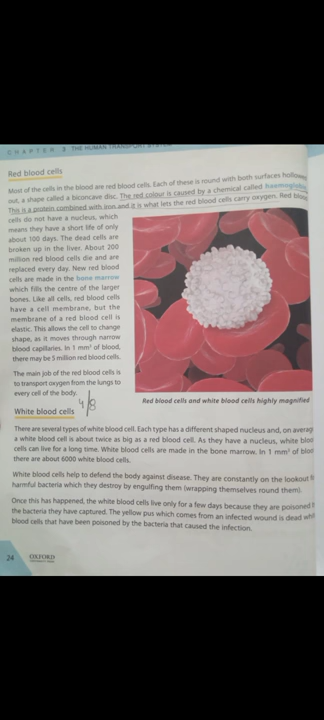 CHAPTER 3 THE HUMAN TRANSPORT SYSTEM
Red blood cells
Most of the cells in the blood are red blood cells. Each of these is round with both surfaces hollowed
out, a shape called a biconcave disc. The red colour is caused by a chemical called haemoglobin
This is a protein combined with iron and it is what lets the red blood cells carry oxygen. Red blood
cells do not have a nucleus, which
means they have a short life of only
about 100 days. The dead cells are
broken up in the liver. About 200
million red blood cells die and are
replaced every day. New red blood
cells are made in the bone marrow
which fills the centre of the larger
bones. Like all cells, red blood cells
have a cell membrane, but the
membrane of a red blood cell is
elastic. This allows the cell to change
shape, as it moves through narrow
blood capillaries. In 1 mm³ of blood,
there may be 5 million red blood cells.
The main job of the red blood cells is
to transport oxygen from the lungs to
every cell of the body.
4/8
Red blood cells and white blood cells highly magnified
White blood cells
There are several types of white blood cell. Each type has a different shaped nucleus and, on averag
a white blood cell is about twice as big as a red blood cell. As they have a nucleus, white bloo
cells can live for a long time. White blood cells are made in the bone marrow. In 1 mm³ of bloo
there are about 6000 white blood cells.
White blood cells help to defend the body against disease. They are constantly on the lookout
harmful bacteria which they destroy by engulfing them (wrapping themselves round them).
Once this has happened, the white blood cells live only for a few days because they are poisoned
the bacteria they have captured. The yellow pus which comes from an infected wound is dead whi
blood cells that have been poisoned by the bacteria that caused the infection.
24 OXFORD